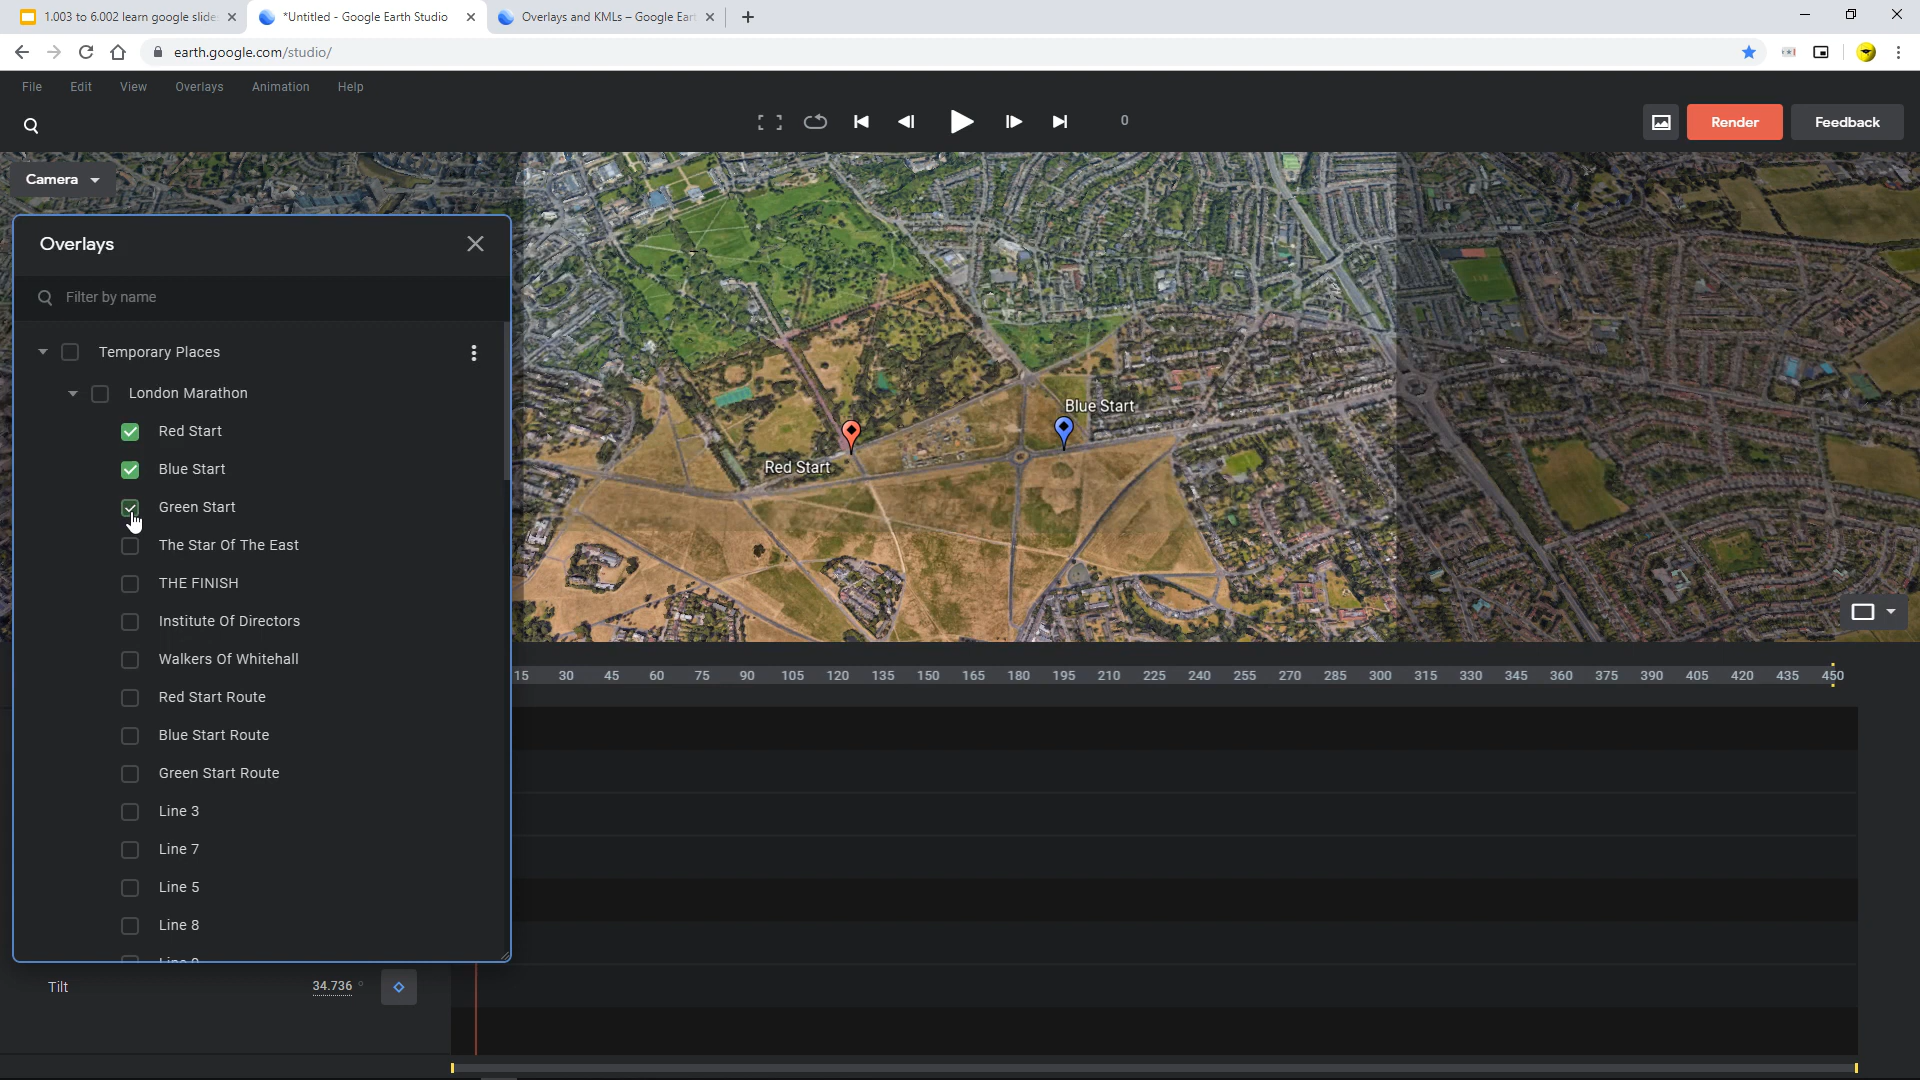 1.003 to 6.002 learn google slide
*Untitled - Google Earth Studio
Overlays and KMLs – Google Ear
earth.google.com/studio/
File Edit View Overlays Animation Help
0
Render
Feedback
Camera
Overlays
Filter by name
Temporary Places
London Marathon
Red Start
Blue Start
Green Start
The Star Of The East
THE FINISH
Institute Of Directors
Walkers Of Whitehall
Red Start Route
Blue Start Route
Green Start Route
Line 3
Line 7
Line 5
Line 8
Blue Start
Red Start
15 30 45 60 75 90 105 120 135 150 165 180 195 210 225 240 255 270 285 300 315 330 345 360 375 390 405 420 435 450
Tilt 34.736 °